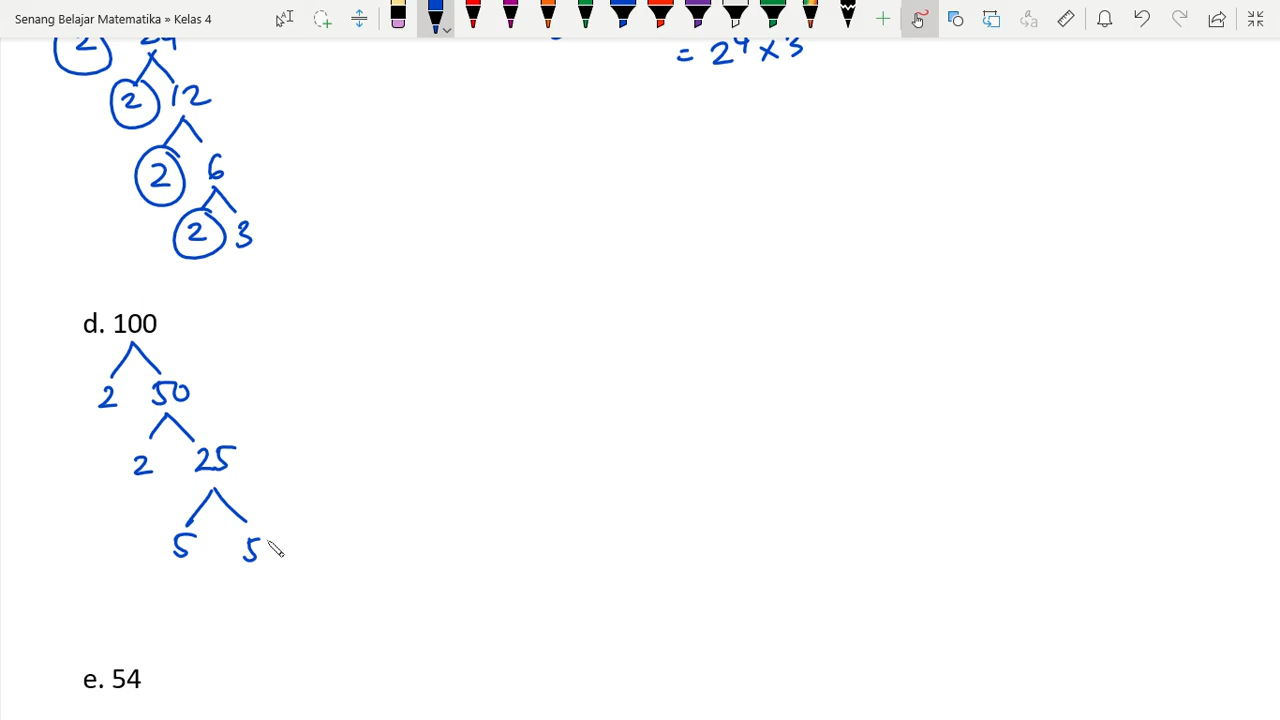 Senang Belajar Matematika » Kelas 4
2 24
= 2⁴ x 3
2 12
2 6
2 3
d. 100
2 50
2 25
5 5
e. 54